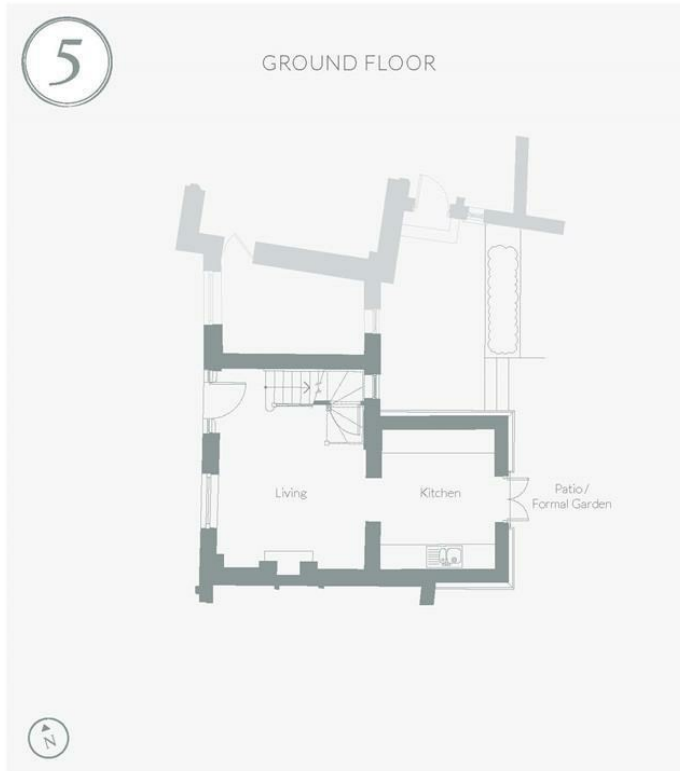 5
GROUND FLOOR
Living
Kitchen
Patio /
Formal Garden
N